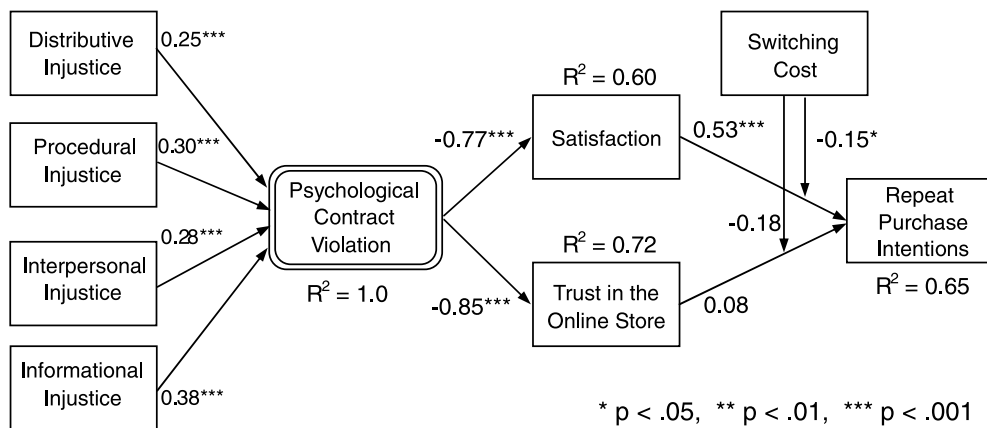 Distributive
Injustice
0.25***
Procedural
Injustice
0.30***
Interpersonal
Injustice
0.28***
Informational
Injustice
0.38***
Psychological
Contract
Violation
R² = 1.0
-0.77***
-0.85***
R² = 0.60
Satisfaction
0.53***
R² = 0.72
Trust in the
Online Store
0.08
Switching
Cost
-0.15*
-0.18
Repeat
Purchase
Intentions
R² = 0.65
* p < .05, ** p < .01, *** p < .001